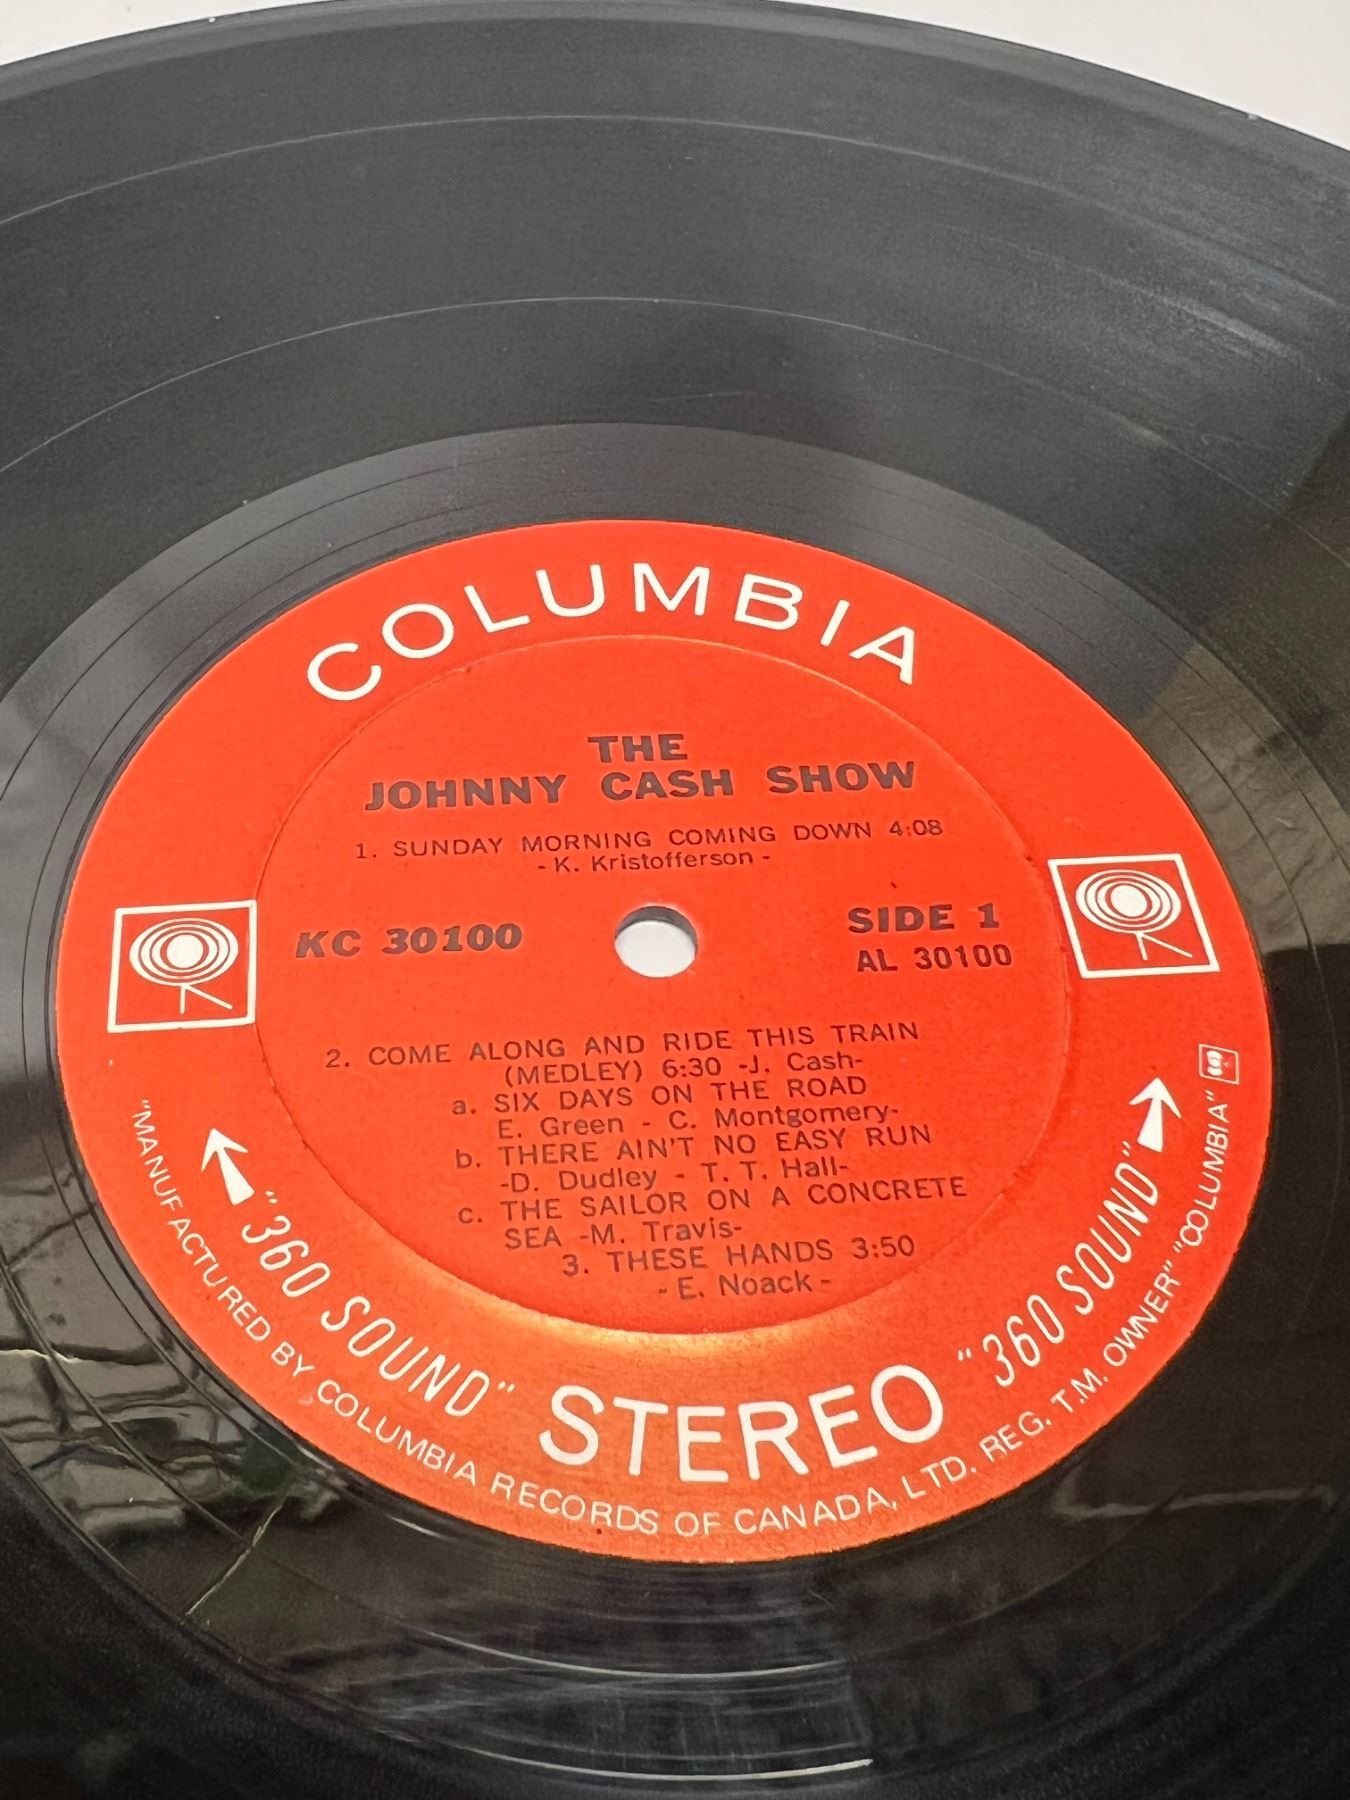 COLUMBIA
THE
JOHNNY CASH SHOW
1. SUNDAY MORNING COMING DOWN 4:08
- K. Kristofferson -
KC 30100
SIDE 1
AL 30100
2. COME ALONG AND RIDE THIS TRAIN
(MEDLEY) 6:30 -J. Cash-
a. SIX DAYS ON THE ROAD
E. Green - C. Montgomery-
b. THERE AIN'T NO EASY RUN
-D. Dudley - T. T. Hall-
c. THE SAILOR ON A CONCRETE
SEA -M. Travis-
3. THESE HANDS 3:50
- E. Noack -
"360 SOUND" STEREO "360 SOUND"
"MANUFACTURED BY COLUMBIA RECORDS OF CANADA, LTD. REG. T.M. OWNER" "COLUMBIA"